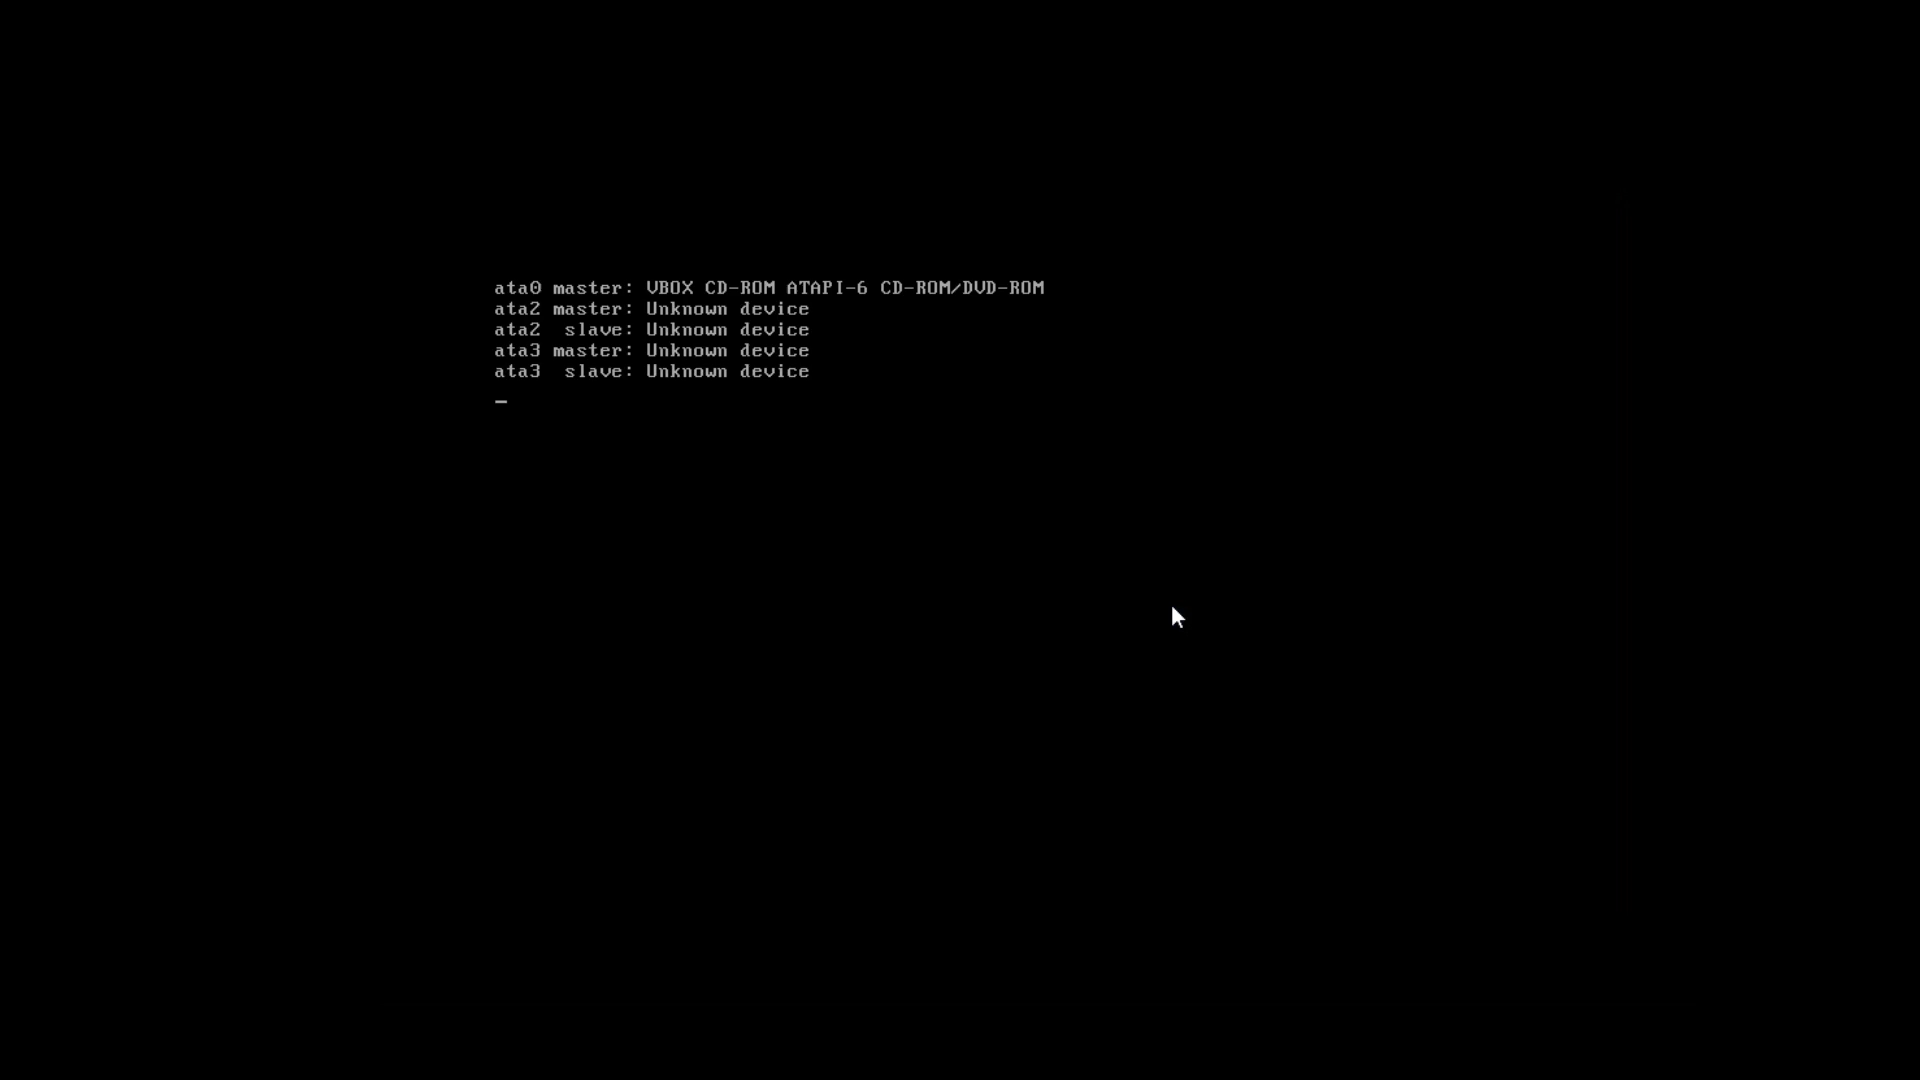 ata0 master: VBOX CD-ROM ATAPI-6 CD-ROM/DVD-ROM
ata2 master: Unknown device
ata2  slave: Unknown device
ata3 master: Unknown device
ata3  slave: Unknown device
_